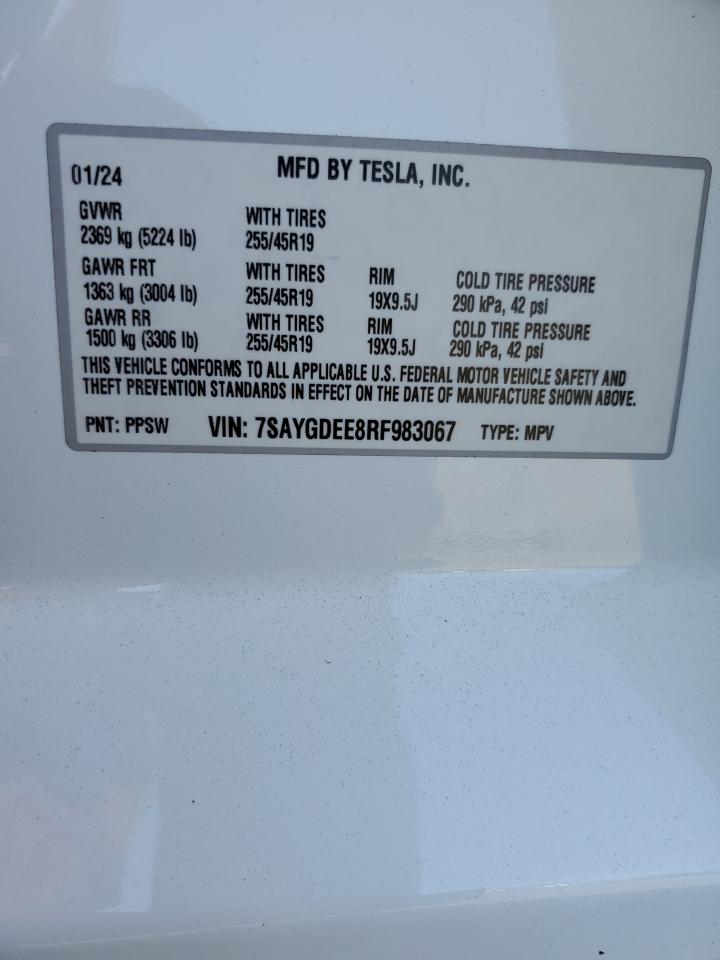 01/24 MFD BY TESLA, INC.
GVWR WITH TIRES
2369 kg (5224 lb) 255/45R19
GAWR FRT WITH TIRES RIM COLD TIRE PRESSURE
1363 kg (3004 lb) 255/45R19 19X9.5J 290 kPa, 42 psi
GAWR RR WITH TIRES RIM COLD TIRE PRESSURE
1500 kg (3306 lb) 255/45R19 19X9.5J 290 kPa, 42 psi
THIS VEHICLE CONFORMS TO ALL APPLICABLE U.S. FEDERAL MOTOR VEHICLE SAFETY AND
THEFT PREVENTION STANDARDS IN EFFECT ON THE DATE OF MANUFACTURE SHOWN ABOVE.
PNT: PPSW VIN: 7SAYGDEE8RF983067 TYPE: MPV